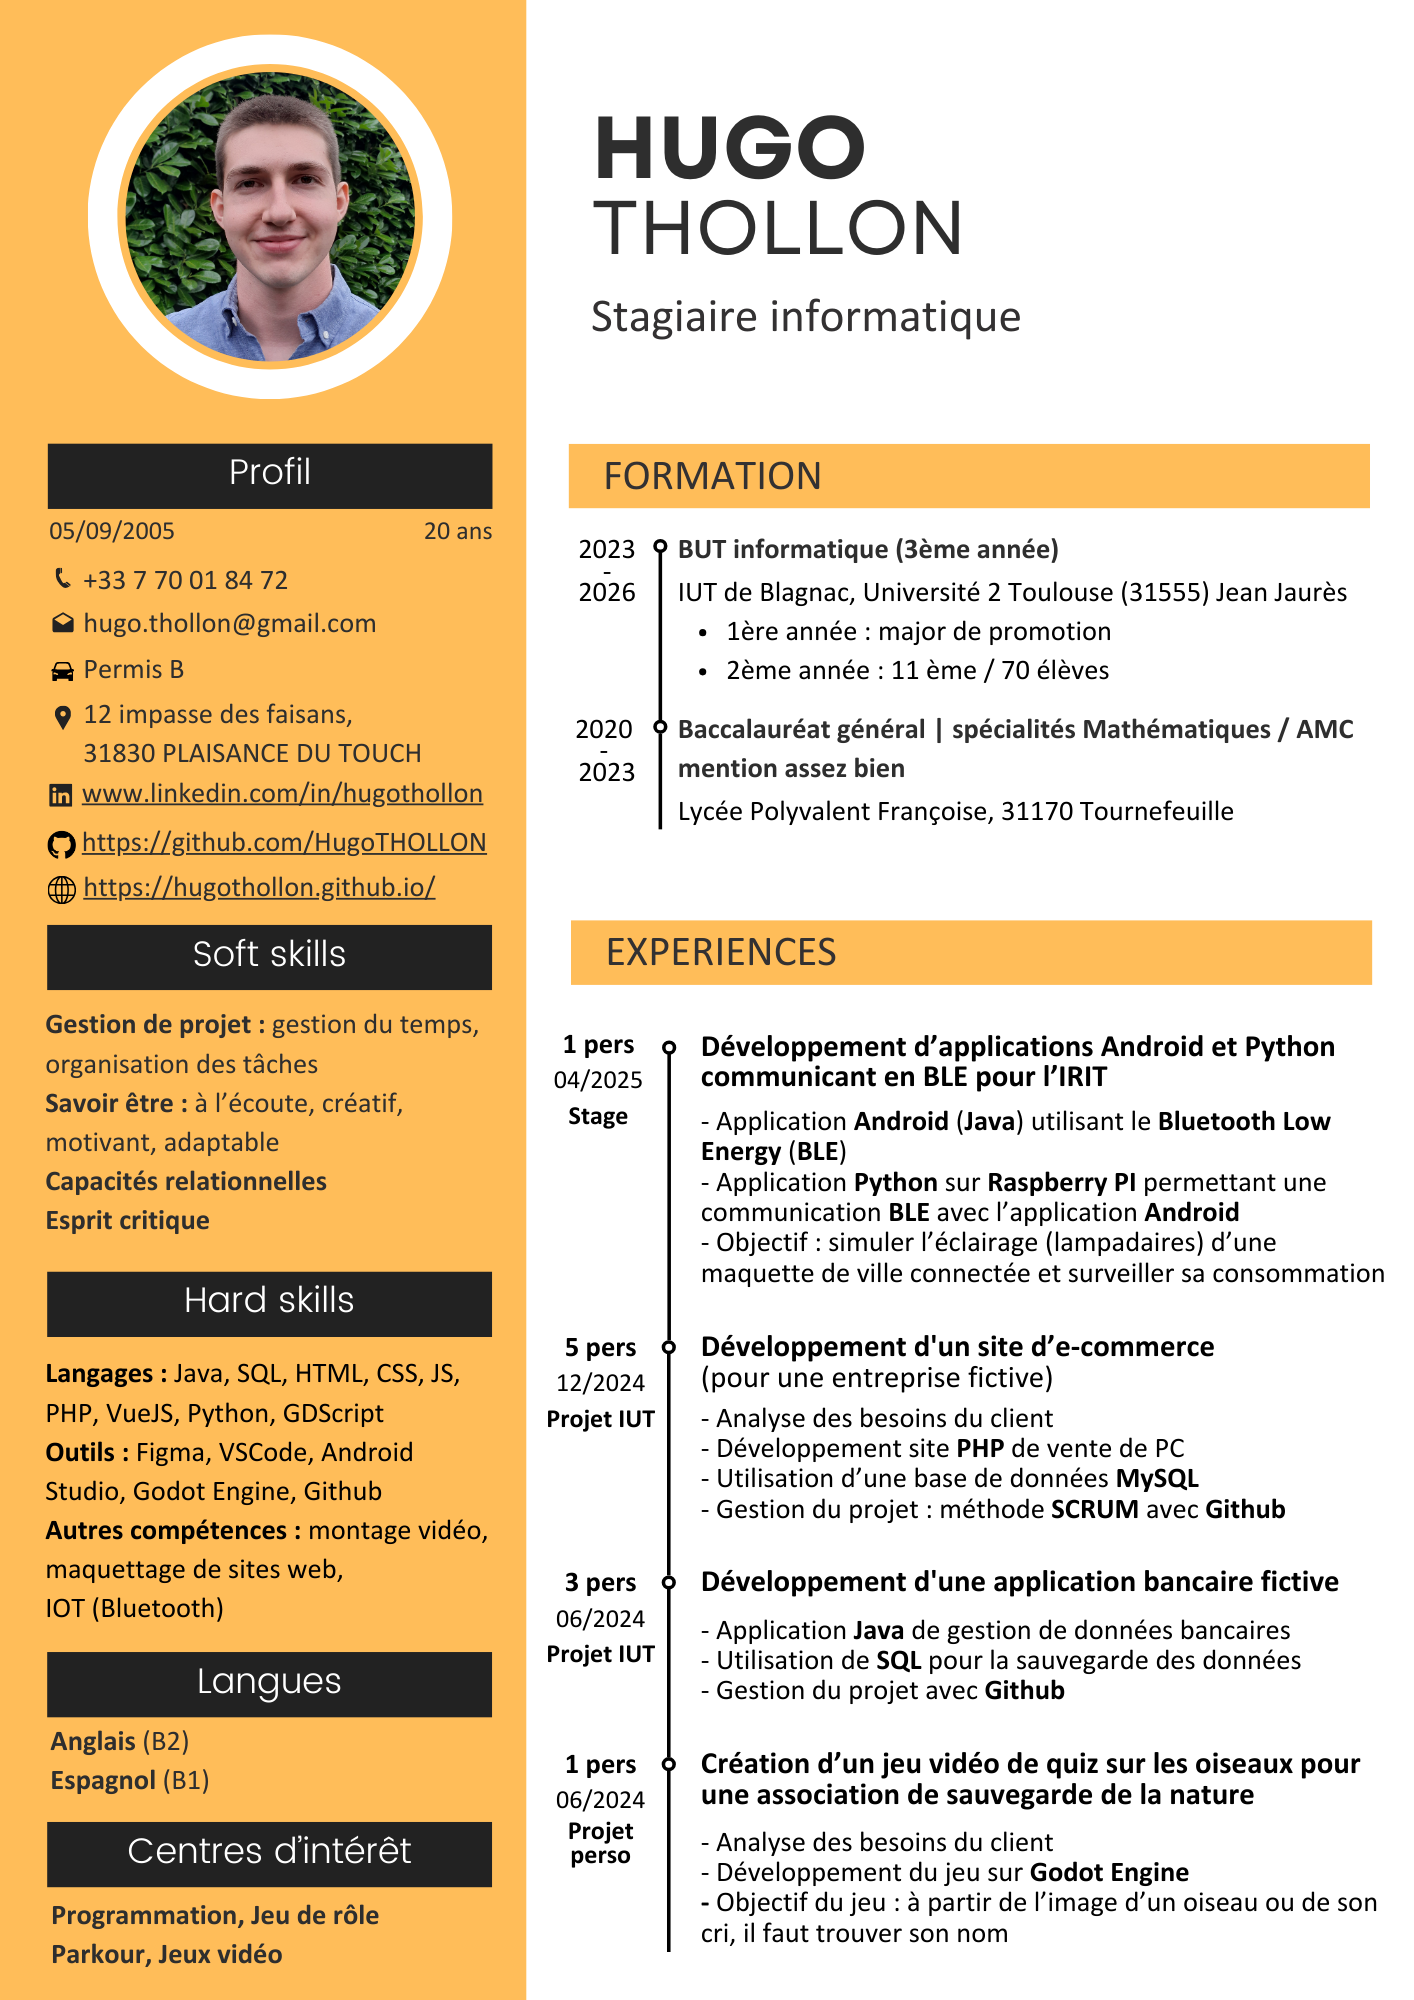 HUGO
THOLLON
Stagiaire informatique
Profil
05/09/2005 20 ans
+33 7 70 01 84 72
hugo.thollon@gmail.com
Permis B
12 impasse des faisans,
31830 PLAISANCE DU TOUCH
www.linkedin.com/in/hugothollon
https://github.com/HugoTHOLLON
https://hugothollon.github.io/
Soft skills
Gestion de projet : gestion du temps,
organisation des tâches
Savoir être : à l’écoute, créatif,
motivant, adaptable
Capacités relationnelles
Esprit critique
Hard skills
Langages : Java, SQL, HTML, CSS, JS,
PHP, VueJS, Python, GDScript
Outils : Figma, VSCode, Android
Studio, Godot Engine, Github
Autres compétences : montage vidéo,
maquettage de sites web,
IOT (Bluetooth)
Langues
Anglais (B2)
Espagnol (B1)
Centres d’intérêt
Programmation, Jeu de rôle
Parkour, Jeux vidéo
FORMATION
2023
-
2026
BUT informatique (3ème année)
IUT de Blagnac, Université 2 Toulouse (31555) Jean Jaurès
• 1ère année : major de promotion
• 2ème année : 11 ème / 70 élèves
2020
-
2023
Baccalauréat général | spécialités Mathématiques / AMC
mention assez bien
Lycée Polyvalent Françoise, 31170 Tournefeuille
EXPERIENCES
1 pers
04/2025
Stage
Développement d’applications Android et Python
communicant en BLE pour l’IRIT
- Application Android (Java) utilisant le Bluetooth Low
Energy (BLE)
- Application Python sur Raspberry PI permettant une
communication BLE avec l’application Android
- Objectif : simuler l’éclairage (lampadaires) d’une
maquette de ville connectée et surveiller sa consommation
5 pers
12/2024
Projet IUT
Développement d'un site d’e-commerce
(pour une entreprise fictive)
- Analyse des besoins du client
- Développement site PHP de vente de PC
- Utilisation d’une base de données MySQL
- Gestion du projet : méthode SCRUM avec Github
3 pers
06/2024
Projet IUT
Développement d'une application bancaire fictive
- Application Java de gestion de données bancaires
- Utilisation de SQL pour la sauvegarde des données
- Gestion du projet avec Github
1 pers
06/2024
Projet
perso
Création d’un jeu vidéo de quiz sur les oiseaux pour
une association de sauvegarde de la nature
- Analyse des besoins du client
- Développement du jeu sur Godot Engine
- Objectif du jeu : à partir de l’image d’un oiseau ou de son
cri, il faut trouver son nom